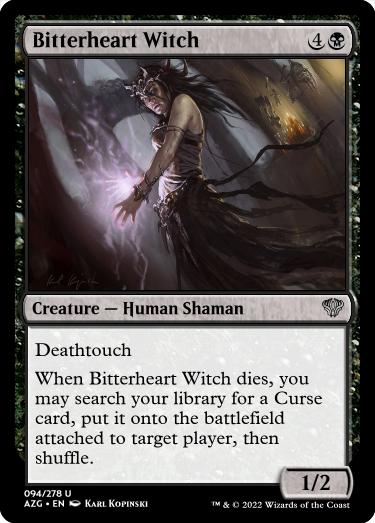 Bitterheart Witch 4
Karl Kopinski
Creature — Human Shaman
Deathtouch
When Bitterheart Witch dies, you
may search your library for a Curse
card, put it onto the battlefield
attached to target player, then
shuffle.
1/2
094/278 U
AZG • EN Karl Kopinski
™ & © 2022 Wizards of the Coast